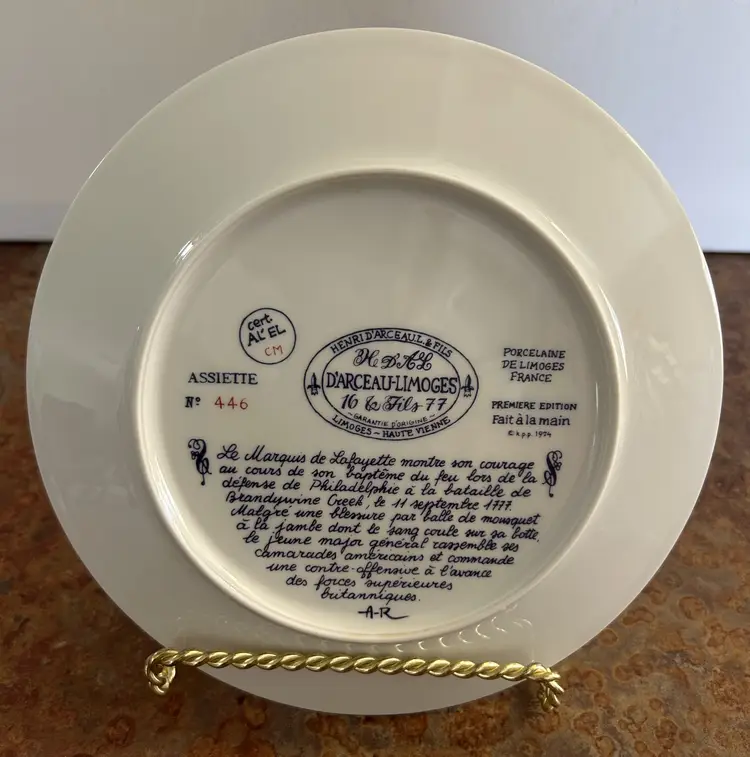 cert
AL'EL
CM
ASSIETTE
Nº 446
HENRI D'ARCEAU L. & FILS
H D'AL
D'ARCEAU-LIMOGES
16 & Fils 77
~GARANTIE D'ORIGINE~
LIMOGES~HAUTE VIENNE
PORCELAINE
DE LIMOGES
FRANCE
PREMIERE EDITION
Fait à la main
1974
Le Marquis de Lafayette montre son courage
au cours de son baptême du feu lors de la
défense de Philadelphie à la bataille de
Brandywine Creek, le 11 septembre 1777.
Malgré une blessure par balle de mousquet
à la jambe dont le sang coule sur sa botte,
le jeune major général rassemble ses
camarades américains et commande
une contre-offensive à l'avance
des forces supérieures
britanniques.
A-R